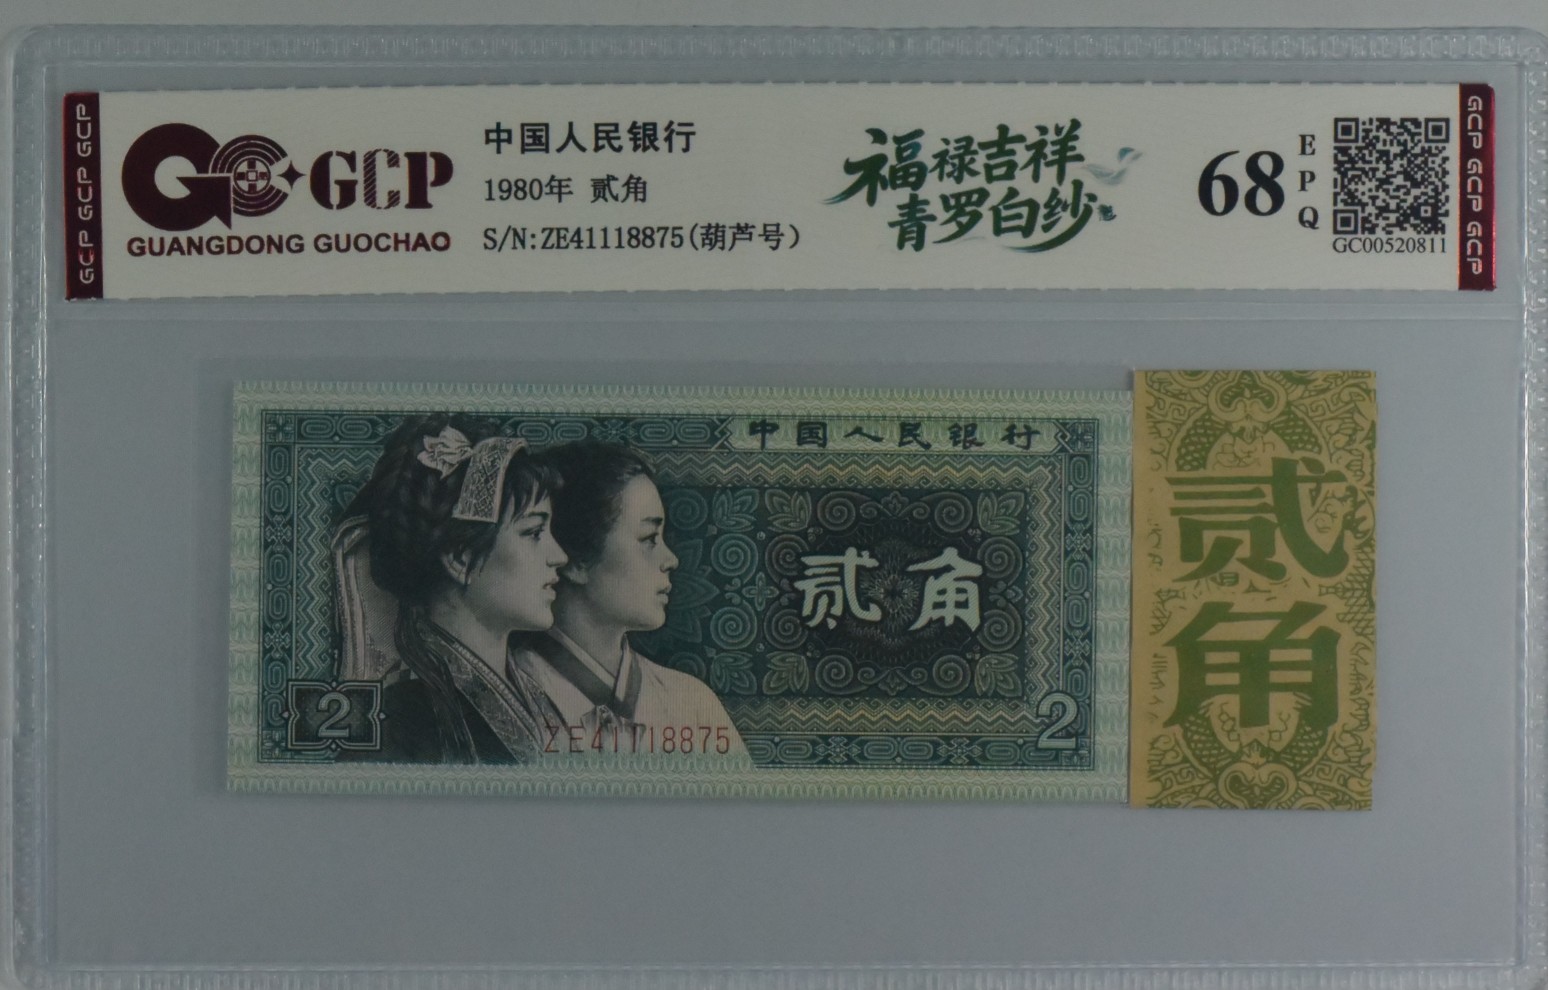 GCP GCP GCP
GCP
GUANGDONG GUOCHAO
中国人民银行
1980年 贰角
S/N:ZE41118875(葫芦号)
福禄吉祥
青罗白纱
68
EPQ
GC00520811
GCP GCP GCP
中国人民银行
贰角
2
2
ZE41118875
贰角